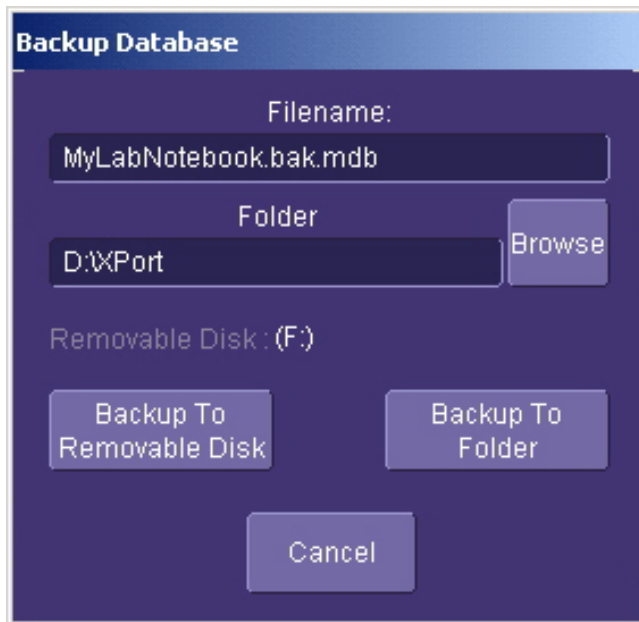 Backup Database
Filename:
MyLabNotebook.bak.mdb
Folder
Browse
D:\XPort
Removable Disk : (F:)
Backup To
Removable Disk
Backup To
Folder
Cancel